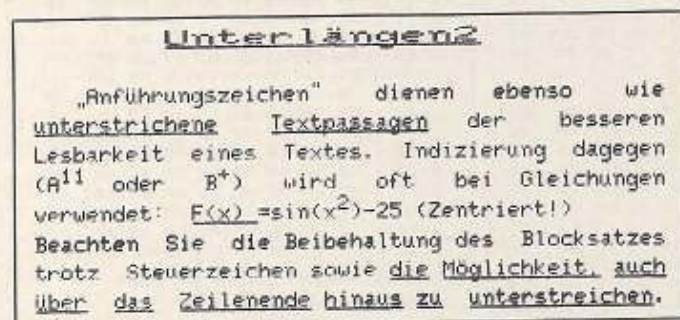 Unterlängen2
„Anführungszeichen“ dienen ebenso wie
unterstrichene Textpassagen der besseren
Lesbarkeit eines Textes. Indizierung dagegen
(A¹¹ oder B⁺) wird oft bei Gleichungen
verwendet: F(x) =sin(x²)-25 (Zentriert!)
Beachten Sie die Beibehaltung des Blocksatzes
trotz Steuerzeichen sowie die Möglichkeit, auch
über das Zeilenende hinaus zu unterstreichen.